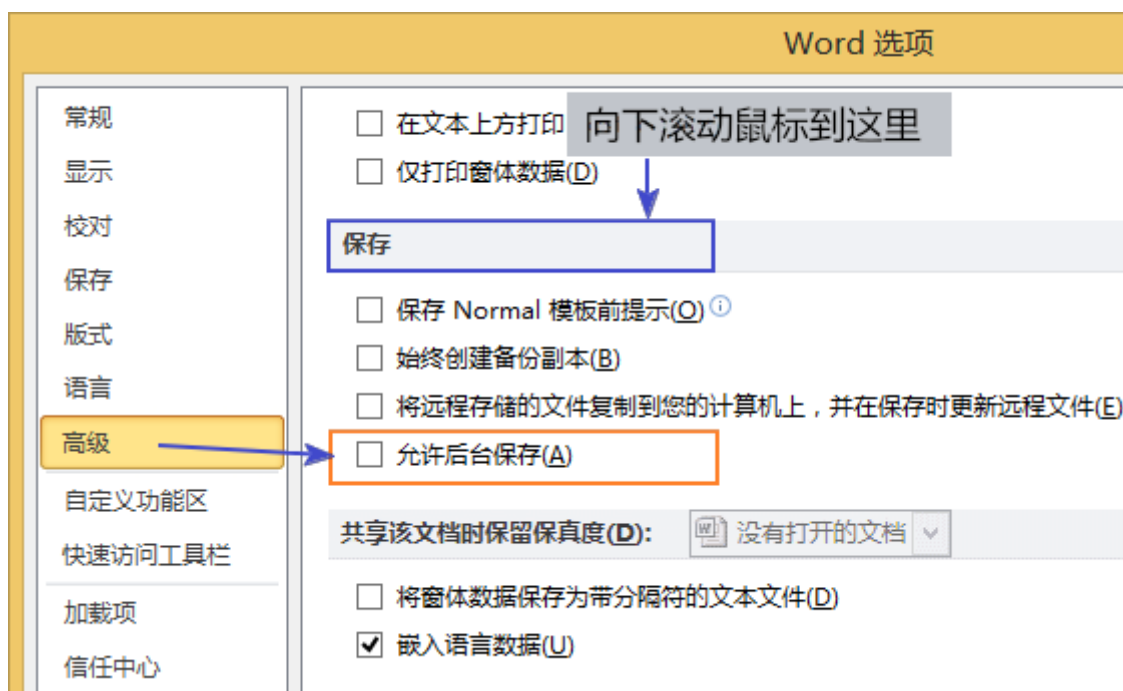 Word 选项
常规
显示
校对
保存
版式
语言
高级
自定义功能区
快速访问工具栏
加载项
信任中心
在文本上方打印
向下滚动鼠标到这里
仅打印窗体数据(D)
保存
保存 Normal 模板前提示(O)
始终创建备份副本(B)
将远程存储的文件复制到您的计算机上，并在保存时更新远程文件(E)
允许后台保存(A)
共享该文档时保留保真度(D): 没有打开的文档
将窗体数据保存为带分隔符的文本文件(D)
嵌入语言数据(U)